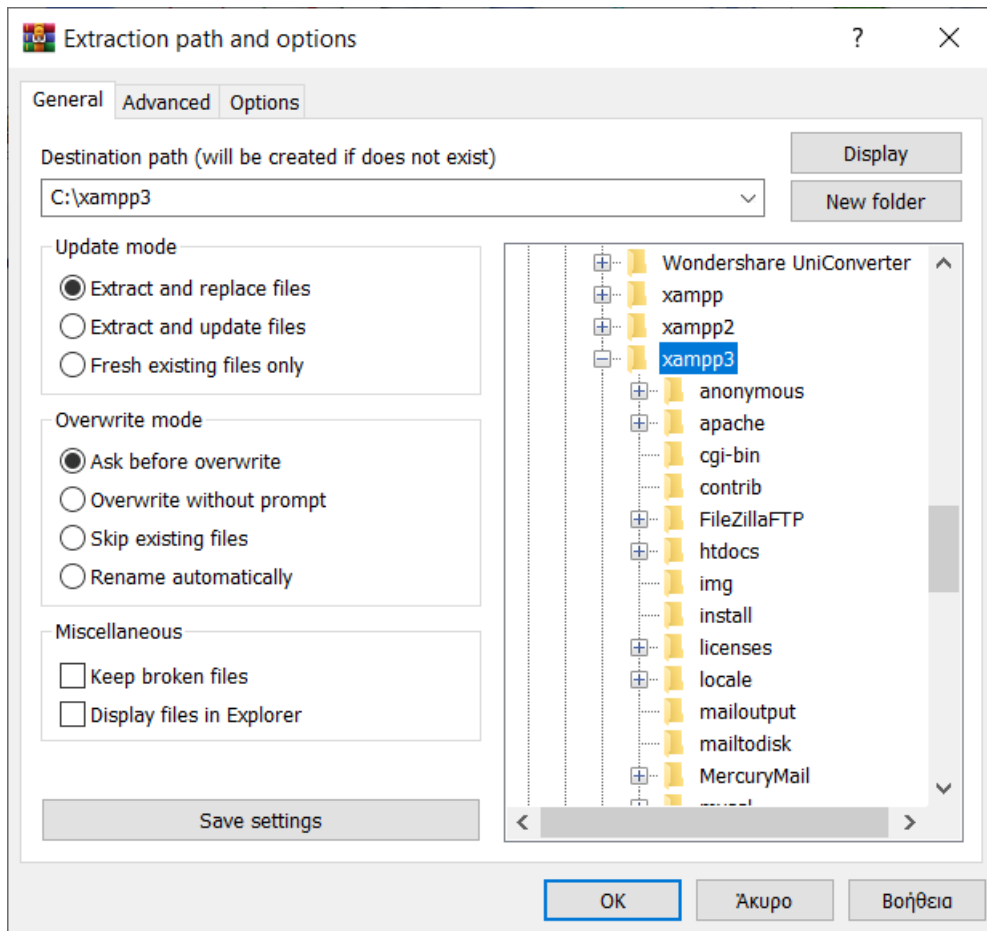 Extraction path and options
?
General
Advanced
Options
Destination path (will be created if does not exist)
Display
C:\xampp3
New folder
Update mode
Extract and replace files
Extract and update files
Fresh existing files only
Overwrite mode
Ask before overwrite
Overwrite without prompt
Skip existing files
Rename automatically
Miscellaneous
Keep broken files
Display files in Explorer
Save settings
Wondershare UniConverter
xampp
xampp2
xampp3
anonymous
apache
cgi-bin
contrib
FileZillaFTP
htdocs
img
install
licenses
locale
mailoutput
mailtodisk
MercuryMail
OK
Άκυρο
Βοήθεια